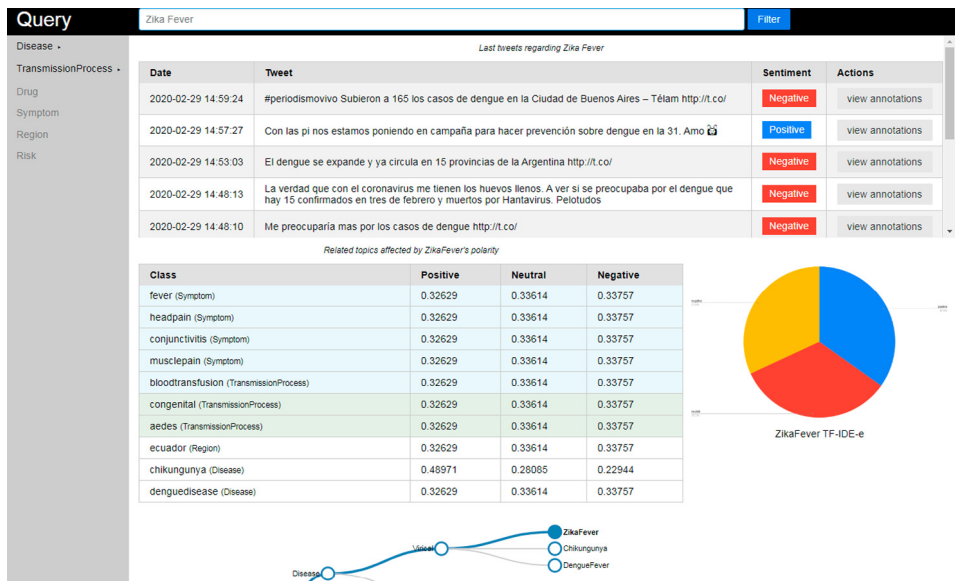 Query
Zika Fever
Filter
Disease
TransmissionProcess
Drug
Symptom
Region
Risk
Last tweets regarding Zika Fever
Date Tweet Sentiment Actions
2020-02-29 14:59:24 #periodismovivo Subieron a 165 los casos de dengue en la Ciudad de Buenos Aires – Télam http://t.co/ Negative view annotations
2020-02-29 14:57:27 Con las pi nos estamos poniendo en campaña para hacer prevención sobre dengue en la 31. Amo Positive view annotations
2020-02-29 14:53:03 El dengue se expande y ya circula en 15 provincias de la Argentina http://t.co/ Negative view annotations
2020-02-29 14:48:13 La verdad que con el coronavirus me tienen los huevos llenos. A ver si se preocupaba por el dengue que
hay 15 confirmados en tres de febrero y muertos por Hantavirus. Pelotudos Negative view annotations
2020-02-29 14:48:10 Me preocuparía mas por los casos de dengue http://t.co/ Negative view annotations
Related topics affected by ZikaFever's polarity
Class Positive Neutral Negative
fever (Symptom) 0.32629 0.33614 0.33757
headpain (Symptom) 0.32629 0.33614 0.33757
conjunctivitis (Symptom) 0.32629 0.33614 0.33757
musclepain (Symptom) 0.32629 0.33614 0.33757
bloodtransfusion (TransmissionProcess) 0.32629 0.33614 0.33757
congenital (TransmissionProcess) 0.32629 0.33614 0.33757
aedes (TransmissionProcess) 0.32629 0.33614 0.33757
ecuador (Region) 0.32629 0.33614 0.33757
chikungunya (Disease) 0.48971 0.28085 0.22944
denguedisease (Disease) 0.32629 0.33614 0.33757
ZikaFever TF-IDE-e
ZikaFever
Chikungunya
DengueFever
Disease